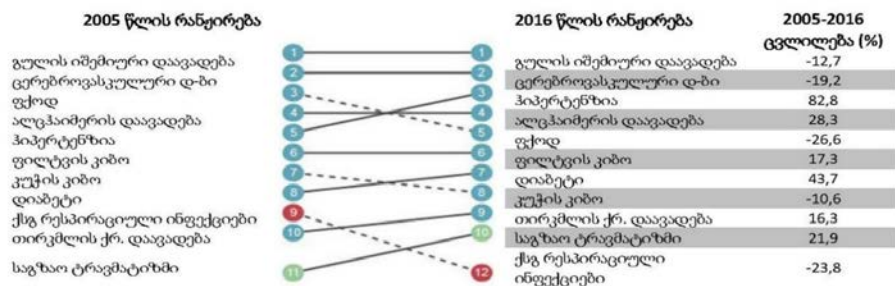 2005 წლის რანჟირება
გულის იშემიური დაავადება
ცერებროვასკულური დ-ბი
ფქოდ
ალცჰაიმერის დაავადება
ჰიპერტენზია
ფილტვის კიბო
კუჭის კიბო
დიაბეტი
ქსგ რესპირაციული ინფექციები
თირკმლის ქრ. დაავადება
საგზაო ტრავმატიზმი
1 1
2 2
3 3
4 4
5 5
6 6
7 7
8 8
9 9
10 10
11 12
2016 წლის რანჟირება 2005-2016 ცვლილება (%)
გულის იშემიური დაავადება -12,7
ცერებროვასკულური დ-ბი -19,2
ჰიპერტენზია 82,8
ალცჰაიმერის დაავადება 28,3
ფქოდ -26,6
ფილტვის კიბო 17,3
დიაბეტი 43,7
კუჭის კიბო -10,6
თირკმლის ქრ. დაავადება 16,3
საგზაო ტრავმატიზმი 21,9
ქსგ რესპირაციული
ინფექციები -23,8